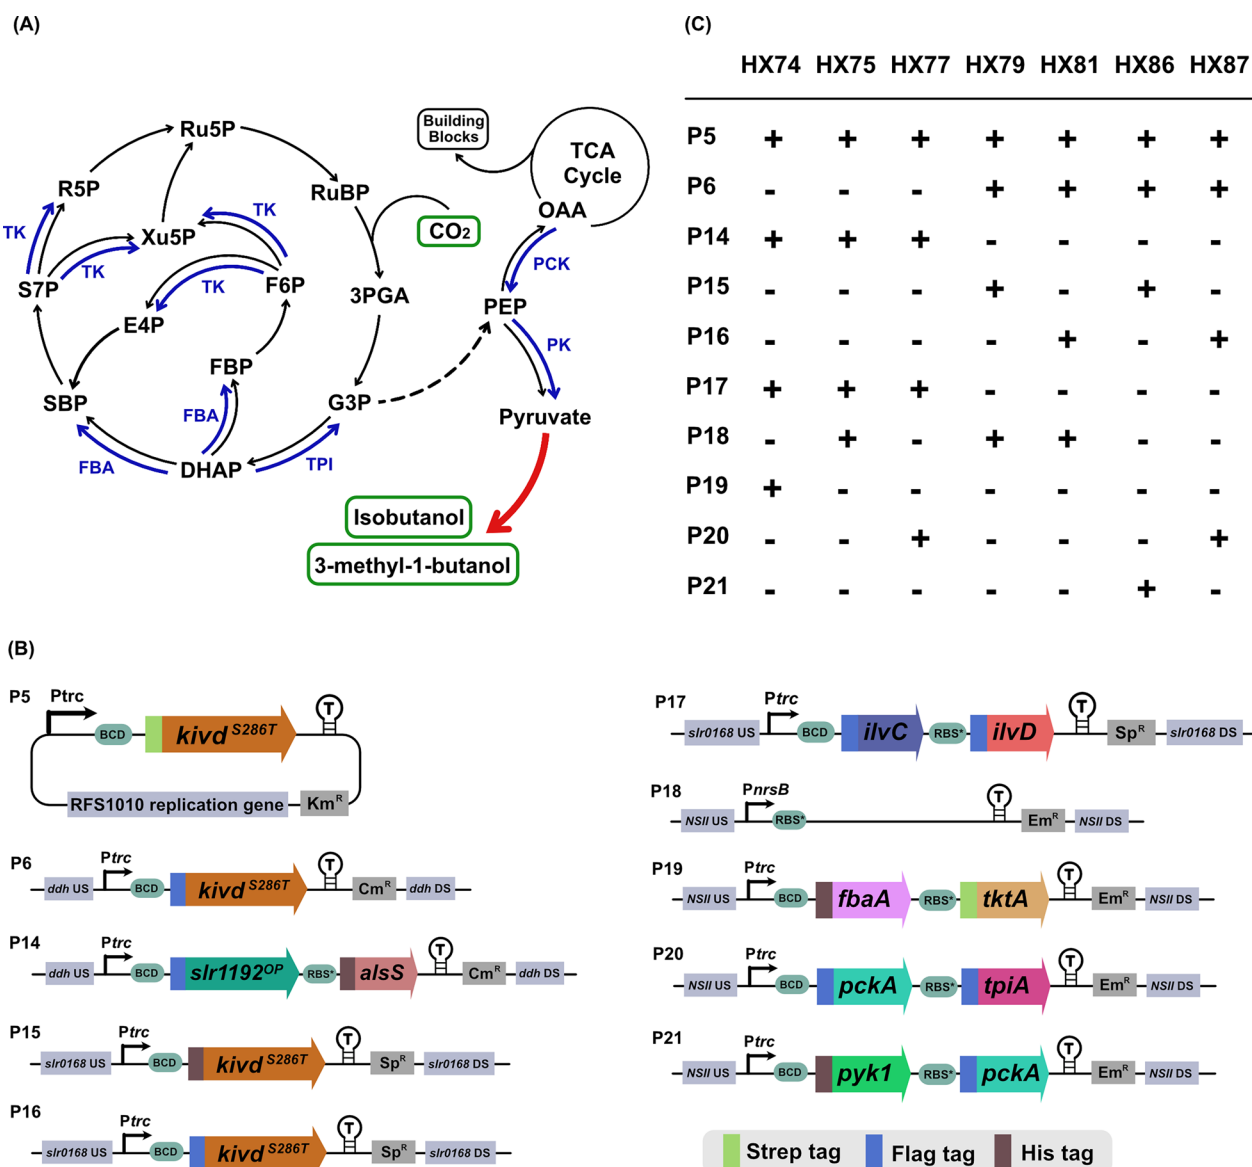 (A)
Ru5P
R5P
RuBP
TK
Xu5P
TK
TK
TK
S7P
F6P
E4P
CO2
3PGA
FBP
SBP
FBA
G3P
FBA
DHAP
TPI
Building
Blocks
TCA
Cycle
OAA
PCK
PEP
PK
Pyruvate
Isobutanol
3-methyl-1-butanol
(C)
HX74 HX75 HX77 HX79 HX81 HX86 HX87
P5 + + + + + + +
P6 - - - + + + +
P14 + + + - - - -
P15 - - - + - + -
P16 - - - - + - +
P17 + + + - - - -
P18 - + - + + - -
P19 + - - - - - -
P20 - - + - - - +
P21 - - - - - + -
(B)
P5 Ptrc BCD kivd S286T T
RFS1010 replication gene KmR
P6 ddh US Ptrc BCD kivd S286T T CmR ddh DS
P14 ddh US Ptrc BCD slr1192OP RBS* alsS T CmR ddh DS
P15 slr0168 US Ptrc BCD kivd S286T T SpR slr0168 DS
P16 slr0168 US Ptrc BCD kivd S286T T SpR slr0168 DS
P17 slr0168 US Ptrc BCD ilvC RBS* ilvD T SpR slr0168 DS
P18 NSII US PnrsB RBS* T EmR NSII DS
P19 NSII US Ptrc BCD fbaA RBS* tktA T EmR NSII DS
P20 NSII US Ptrc BCD pckA RBS* tpiA T EmR NSII DS
P21 NSII US Ptrc BCD pyk1 RBS* pckA T EmR NSII DS
Strep tag Flag tag His tag